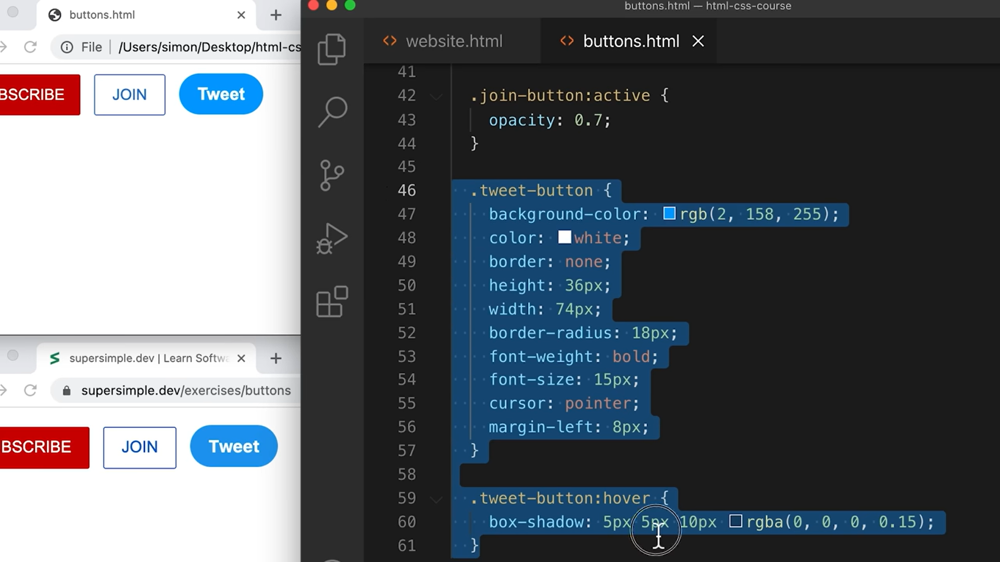 buttons.html
File | /Users/simon/Desktop/html-cs
BSCRIBE
JOIN
Tweet
supersimple.dev | Learn Softwa
supersimple.dev/exercises/buttons
BSCRIBE
JOIN
Tweet
buttons.html — html-css-course
website.html
buttons.html
41
42 .join-button:active {
43 opacity: 0.7;
44 }
45
46 .tweet-button {
47 background-color: rgb(2, 158, 255);
48 color: white;
49 border: none;
50 height: 36px;
51 width: 74px;
52 border-radius: 18px;
53 font-weight: bold;
54 font-size: 15px;
55 cursor: pointer;
56 margin-left: 8px;
57 }
58
59 .tweet-button:hover {
60 box-shadow: 5px 5px 10px rgba(0, 0, 0, 0.15);
61 }